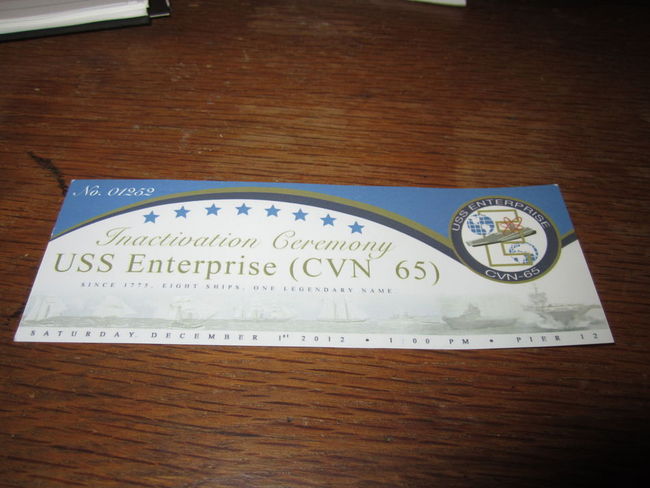 No. 01252
Inactivation Ceremony
USS Enterprise (CVN 65)
SINCE 1775, EIGHT SHIPS, ONE LEGENDARY NAME
SATURDAY, DECEMBER 1st 2012 • 1:00 PM • PIER 12
USS ENTERPRISE
CVN-65